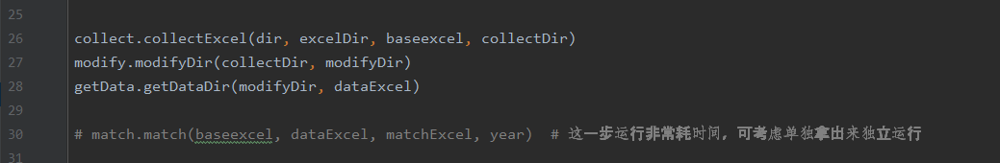 25
26 collect.collectExcel(dir, excelDir, baseexcel, collectDir)
27 modify.modifyDir(collectDir, modifyDir)
28 getData.getDataDir(modifyDir, dataExcel)
29
30 # match.match(baseexcel, dataExcel, matchExcel, year)  # 这一步运行非常耗时间，可考虑单独拿出来独立运行
31